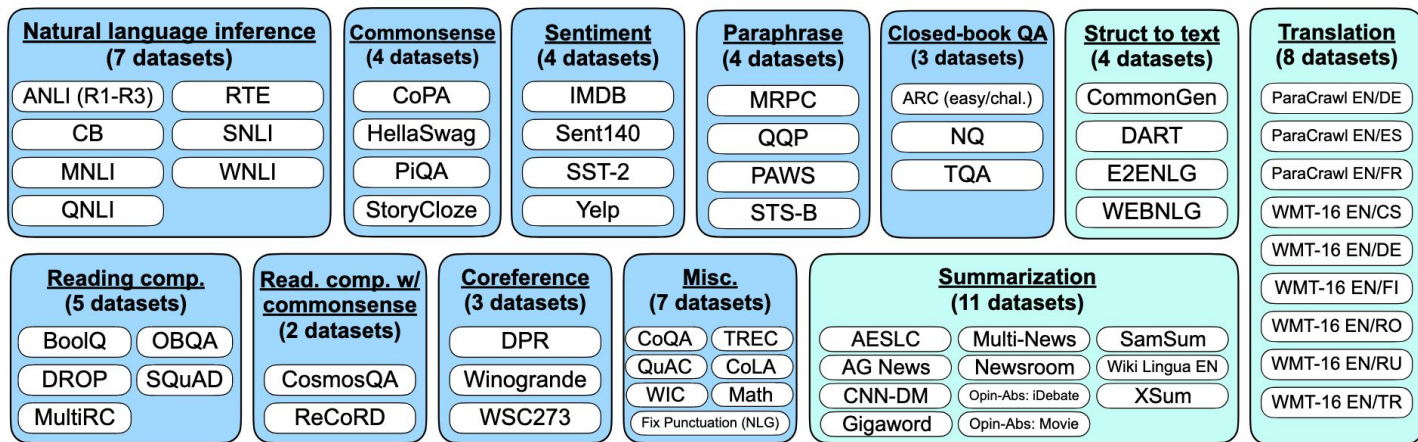 Natural language inference
(7 datasets)
ANLI (R1-R3)
RTE
CB
SNLI
MNLI
WNLI
QNLI
Commonsense
(4 datasets)
CoPA
HellaSwag
PiQA
StoryCloze
Sentiment
(4 datasets)
IMDB
Sent140
SST-2
Yelp
Paraphrase
(4 datasets)
MRPC
QQP
PAWS
STS-B
Closed-book QA
(3 datasets)
ARC (easy/chal.)
NQ
TQA
Struct to text
(4 datasets)
CommonGen
DART
E2ENLG
WEBNLG
Translation
(8 datasets)
ParaCrawl EN/DE
ParaCrawl EN/ES
ParaCrawl EN/FR
WMT-16 EN/CS
WMT-16 EN/DE
WMT-16 EN/FI
WMT-16 EN/RO
WMT-16 EN/RU
WMT-16 EN/TR
Reading comp.
(5 datasets)
BoolQ
OBQA
DROP
SQuAD
MultiRC
Read. comp. w/
commonsense
(2 datasets)
CosmosQA
ReCoRD
Coreference
(3 datasets)
DPR
Winogrande
WSC273
Misc.
(7 datasets)
CoQA
TREC
QuAC
CoLA
WIC
Math
Fix Punctuation (NLG)
Summarization
(11 datasets)
AESLC
Multi-News
SamSum
AG News
Newsroom
Wiki Lingua EN
CNN-DM
Opin-Abs: iDebate
XSum
Gigaword
Opin-Abs: Movie